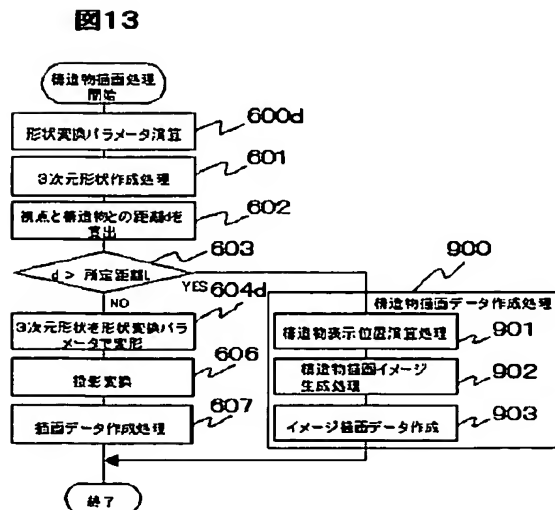 図13
構造物描画処理
開始
形状変換パラメータ演算
600d
3次元形状作成処理
601
視点と構造物との距離dを
算出
602
603
d > 所定距離L
YES
NO
604d
3次元形状を形状変換パラ
メータで変形
投影変換
606
描画データ作成処理
607
終了
900
構造物描画データ作成処理
構造物表示位置演算処理
901
構造物描画イメージ
生成処理
902
イメージ描画データ作成
903